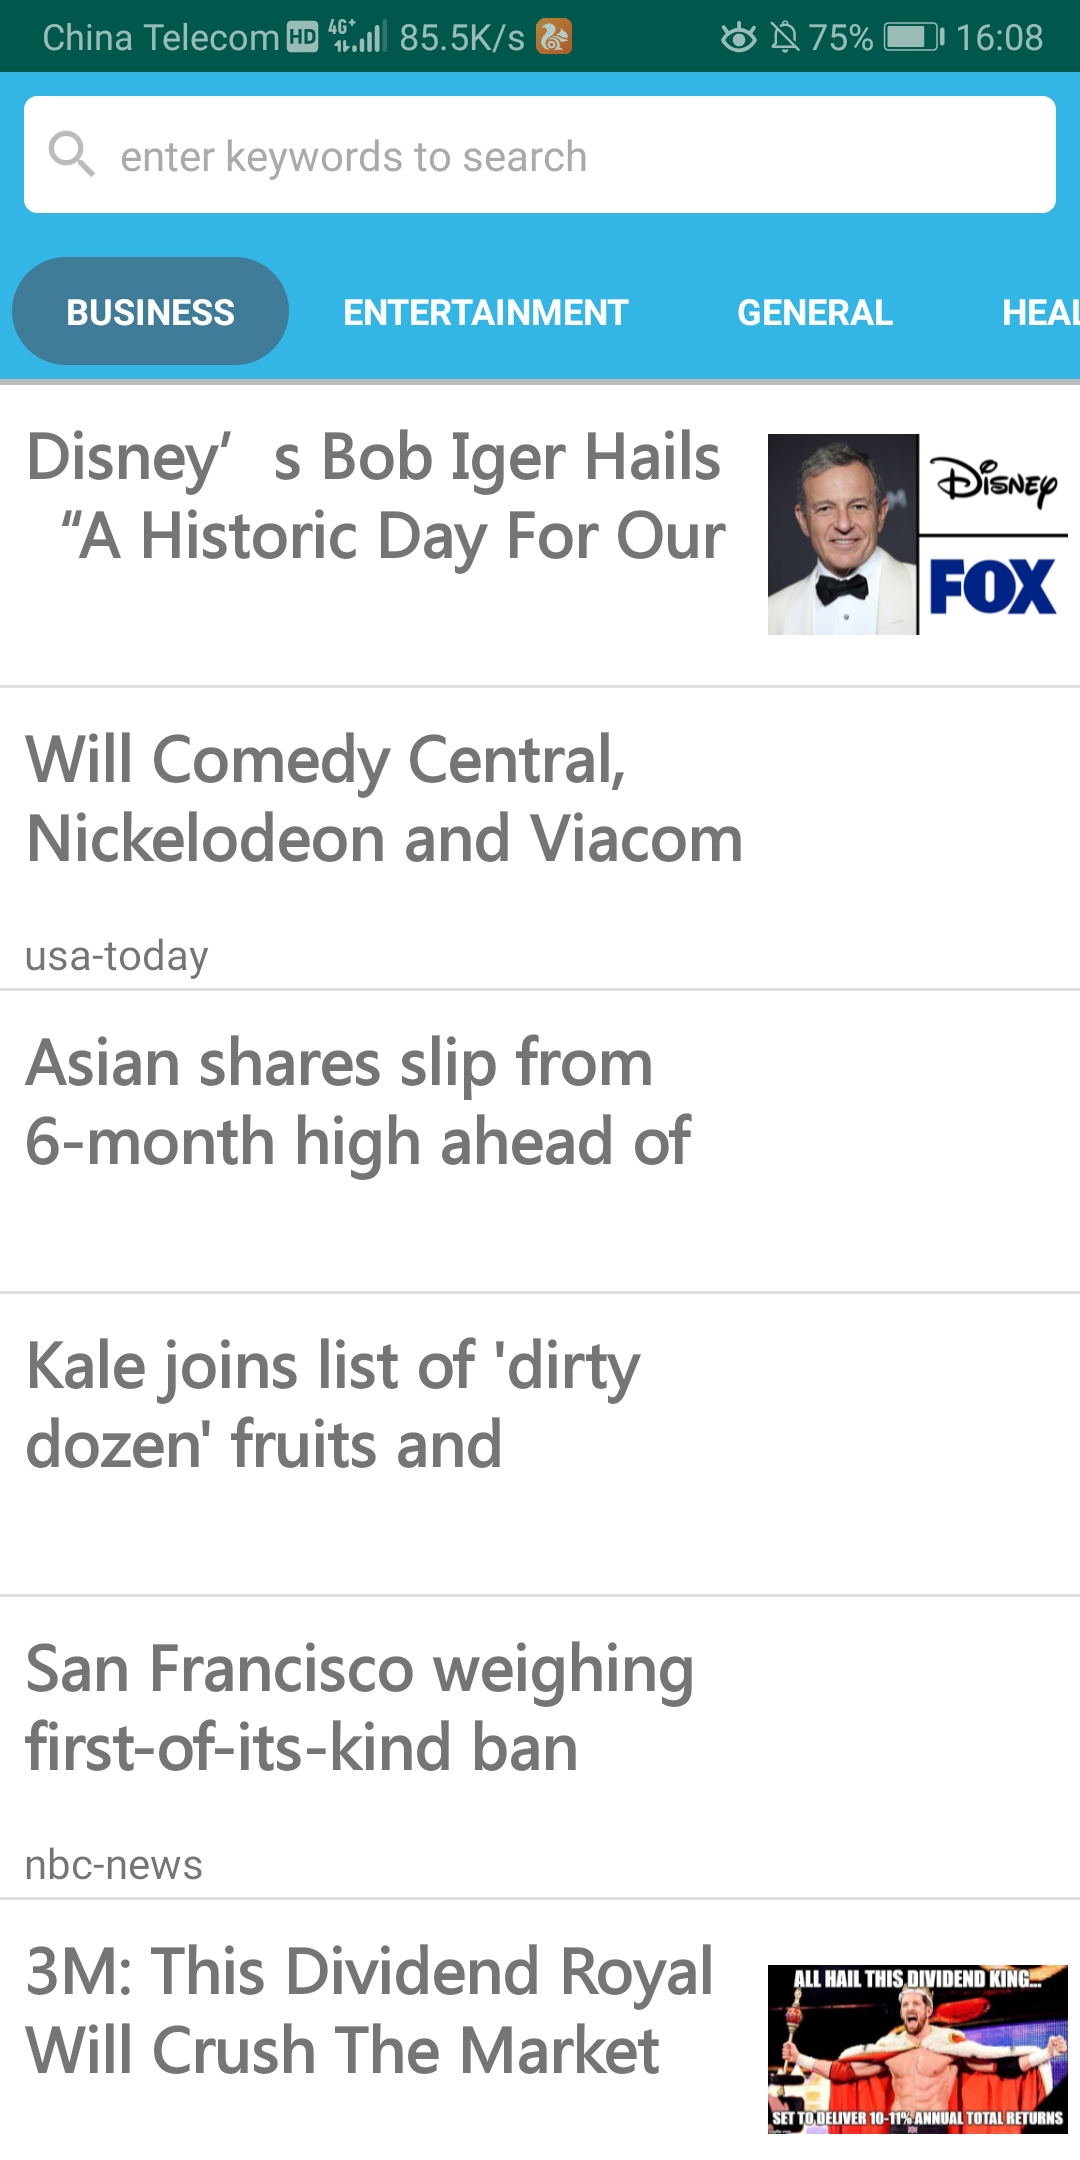 China Telecom HD 4G+ 85.5K/s 75% 16:08
enter keywords to search
BUSINESS ENTERTAINMENT GENERAL HEAL
Disney’s Bob Iger Hails
“A Historic Day For Our
DISNEY
FOX
Will Comedy Central,
Nickelodeon and Viacom
usa-today
Asian shares slip from
6-month high ahead of
Kale joins list of 'dirty
dozen' fruits and
San Francisco weighing
first-of-its-kind ban
nbc-news
3M: This Dividend Royal
Will Crush The Market
ALL HAIL THIS DIVIDEND KING...
SET TO DELIVER 10-11% ANNUAL TOTAL RETURNS